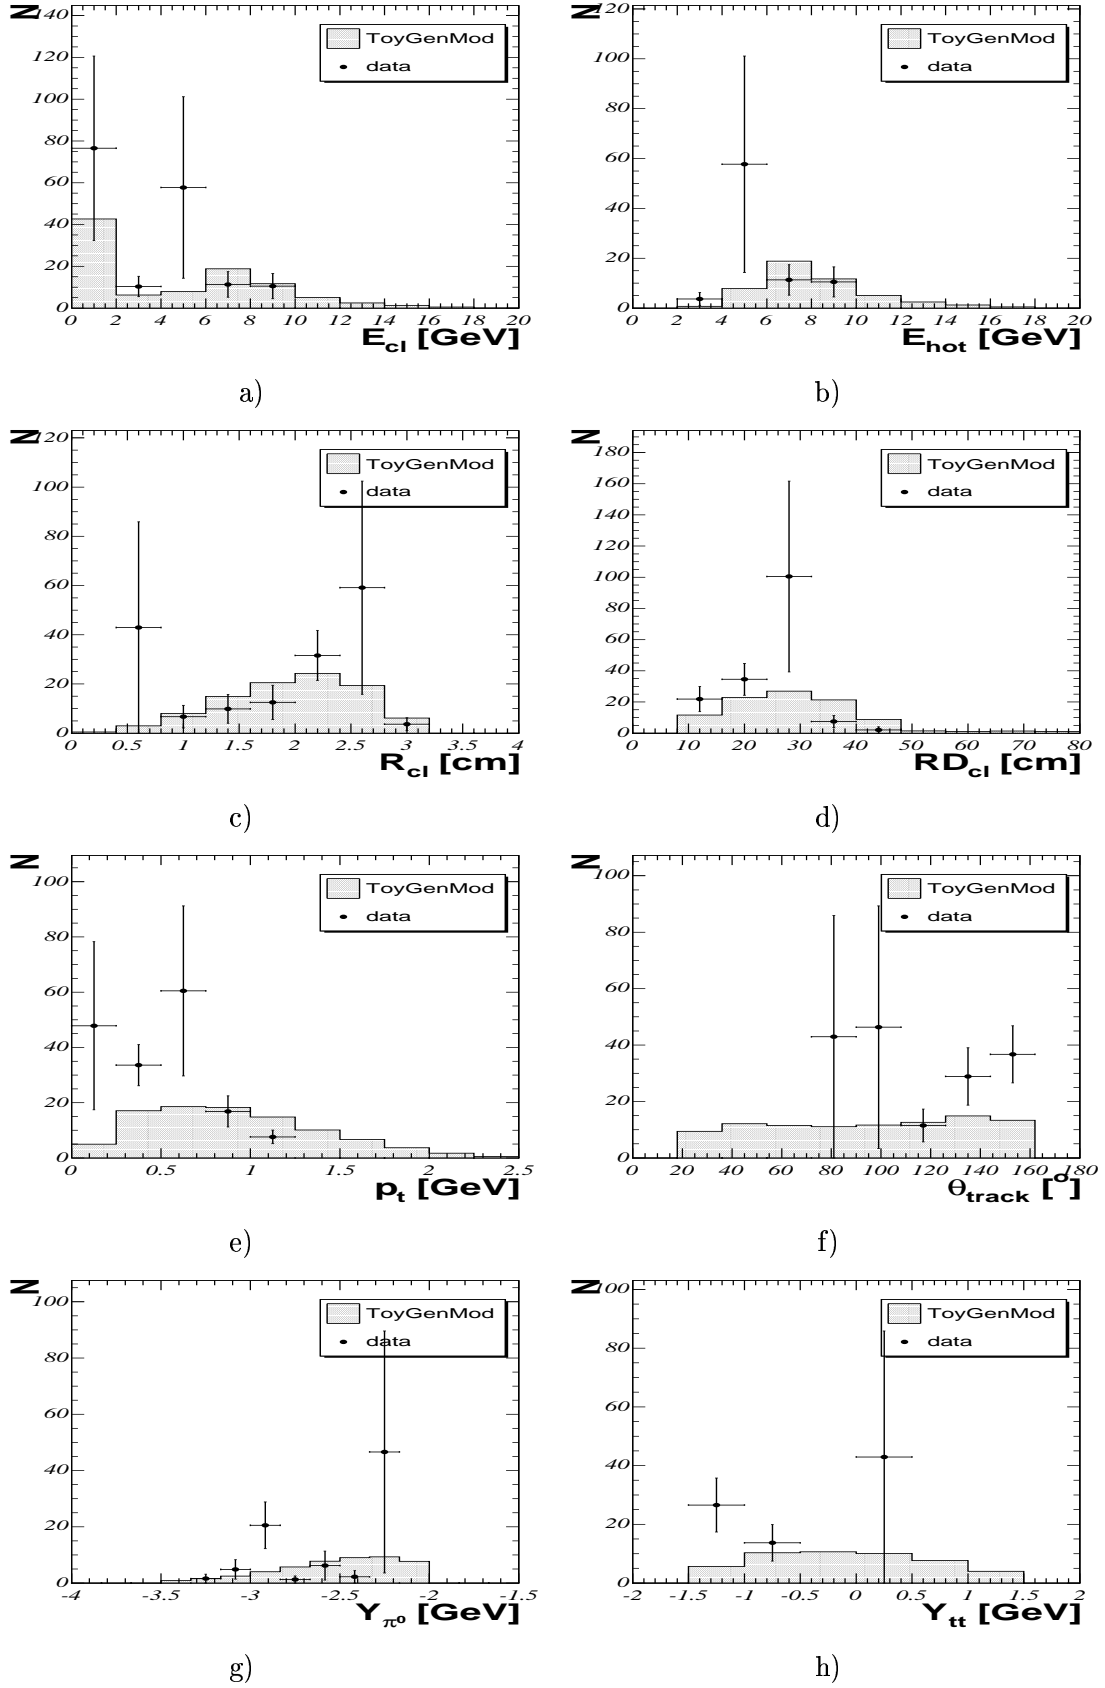 N
140
120
100
80
60
40
20
0
0 2 4 6 8 10 12 14 16 18 20
E_cl [GeV]
ToyGenMod
data
a)
N
120
100
80
60
40
20
0
0 2 4 6 8 10 12 14 16 18 20
E_hot [GeV]
ToyGenMod
data
b)
N
120
100
80
60
40
20
0
0 0.5 1 1.5 2 2.5 3 3.5 4
R_cl [cm]
ToyGenMod
data
c)
N
180
160
140
120
100
80
60
40
20
0
0 10 20 30 40 50 60 70 80
RD_cl [cm]
ToyGenMod
data
d)
N
100
80
60
40
20
0
0 0.5 1 1.5 2 2.5
p_t [GeV]
ToyGenMod
data
e)
N
100
80
60
40
20
0
0 20 40 60 80 100 120 140 160 180
Θ_track [°]
ToyGenMod
data
f)
N
100
80
60
40
20
0
-4 -3.5 -3 -2.5 -2 -1.5
Y_π⁰ [GeV]
ToyGenMod
data
g)
N
100
80
60
40
20
0
-2 -1.5 -1 -0.5 0 0.5 1 1.5 2
Y_tt [GeV]
ToyGenMod
data
h)